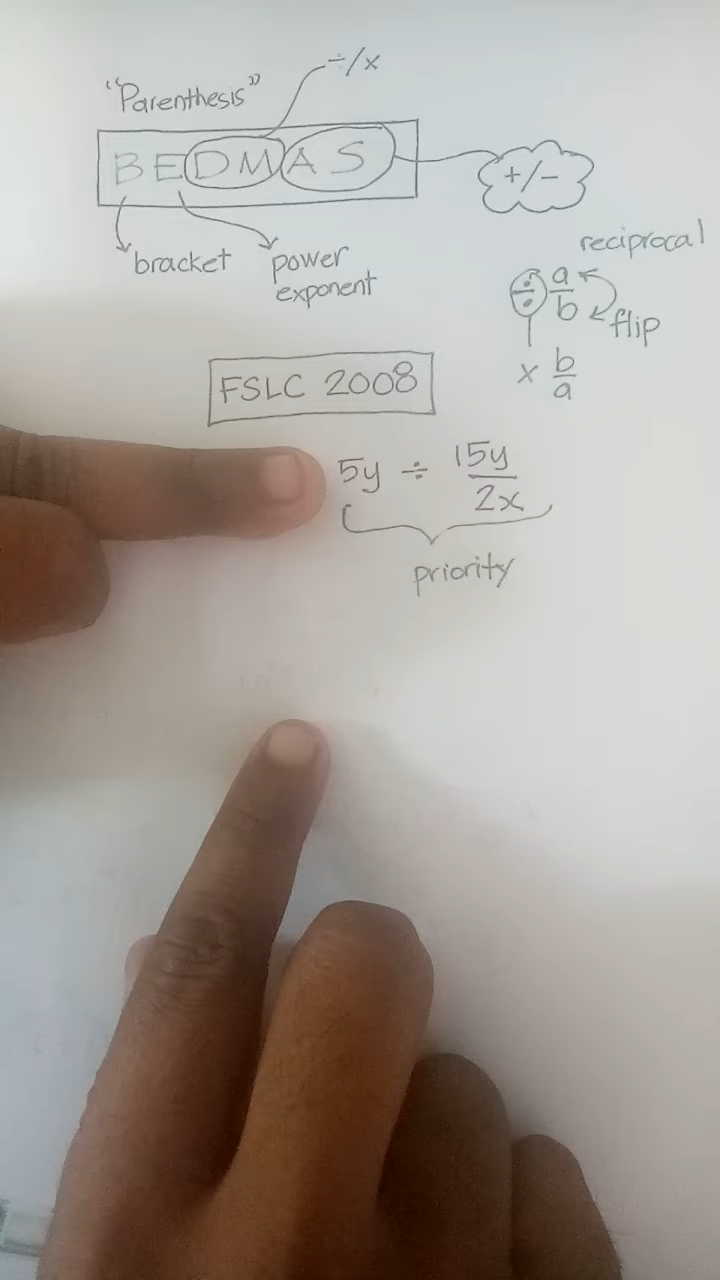 ÷/x
"Parenthesis"
BEDMAS
+/-
bracket
power
exponent
reciprocal
÷ a/b
flip
x b/a
FSLC 2008
5y ÷ 15y/2x
priority